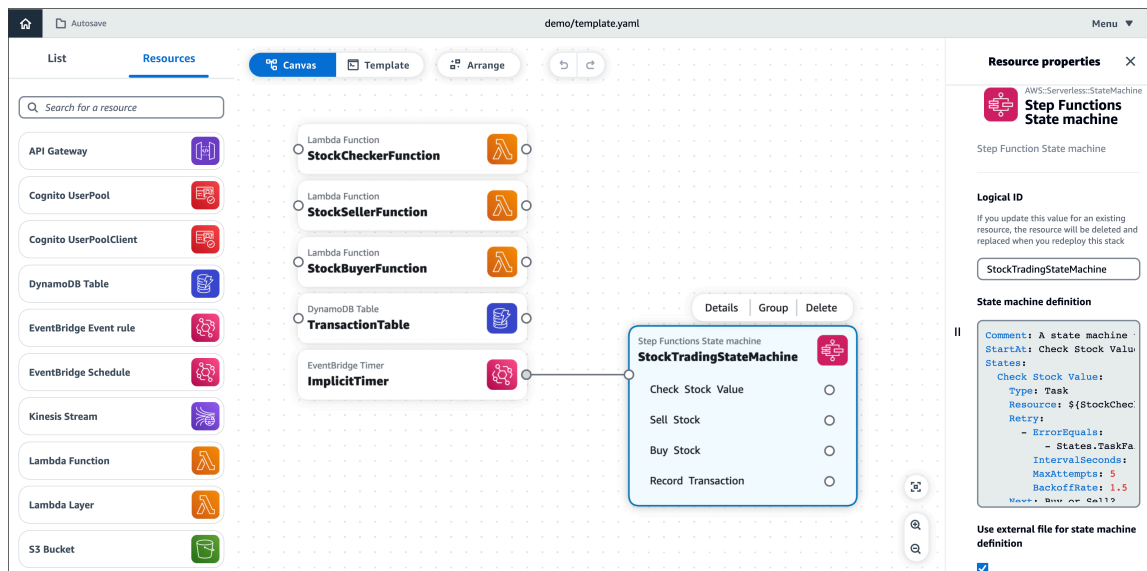 Autosave
demo/template.yaml
Menu
List
Resources
Search for a resource
API Gateway
Cognito UserPool
Cognito UserPoolClient
DynamoDB Table
EventBridge Event rule
EventBridge Schedule
Kinesis Stream
Lambda Function
Lambda Layer
S3 Bucket
Canvas
Template
Arrange
Lambda Function
StockCheckerFunction
Lambda Function
StockSellerFunction
Lambda Function
StockBuyerFunction
DynamoDB Table
TransactionTable
EventBridge Timer
ImplicitTimer
Details
Group
Delete
Step Functions State machine
StockTradingStateMachine
Check Stock Value
Sell Stock
Buy Stock
Record Transaction
Resource properties
AWS::Serverless::StateMachine
Step Functions
State machine
Step Function State machine
Logical ID
If you update this value for an existing
resource, the resource will be deleted and
replaced when you redeploy this stack
StockTradingStateMachine
State machine definition
Comment: A state machine
StartAt: Check Stock Valu
States:
Check Stock Value:
Type: Task
Resource: ${StockChec
Retry:
- ErrorEquals:
- States.TaskFa
IntervalSeconds:
MaxAttempts: 5
BackoffRate: 1.5
Next: Buy or Sell?
Use external file for state machine
definition